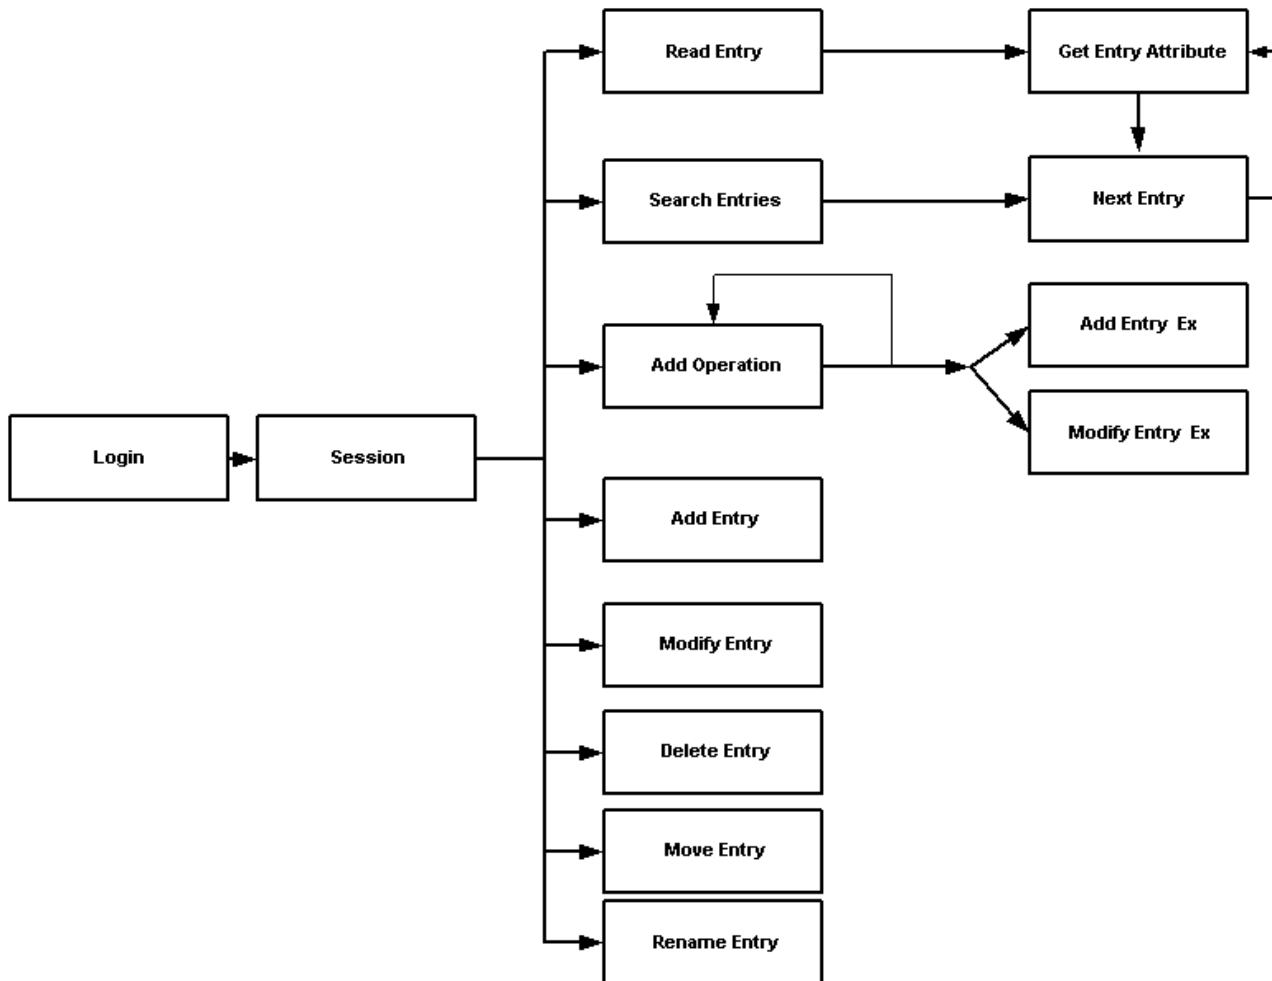 Read Entry
Get Entry Attribute
Search Entries
Next Entry
Add Entry Ex
Add Operation
Modify Entry Ex
Login
Session
Add Entry
Modify Entry
Delete Entry
Move Entry
Rename Entry